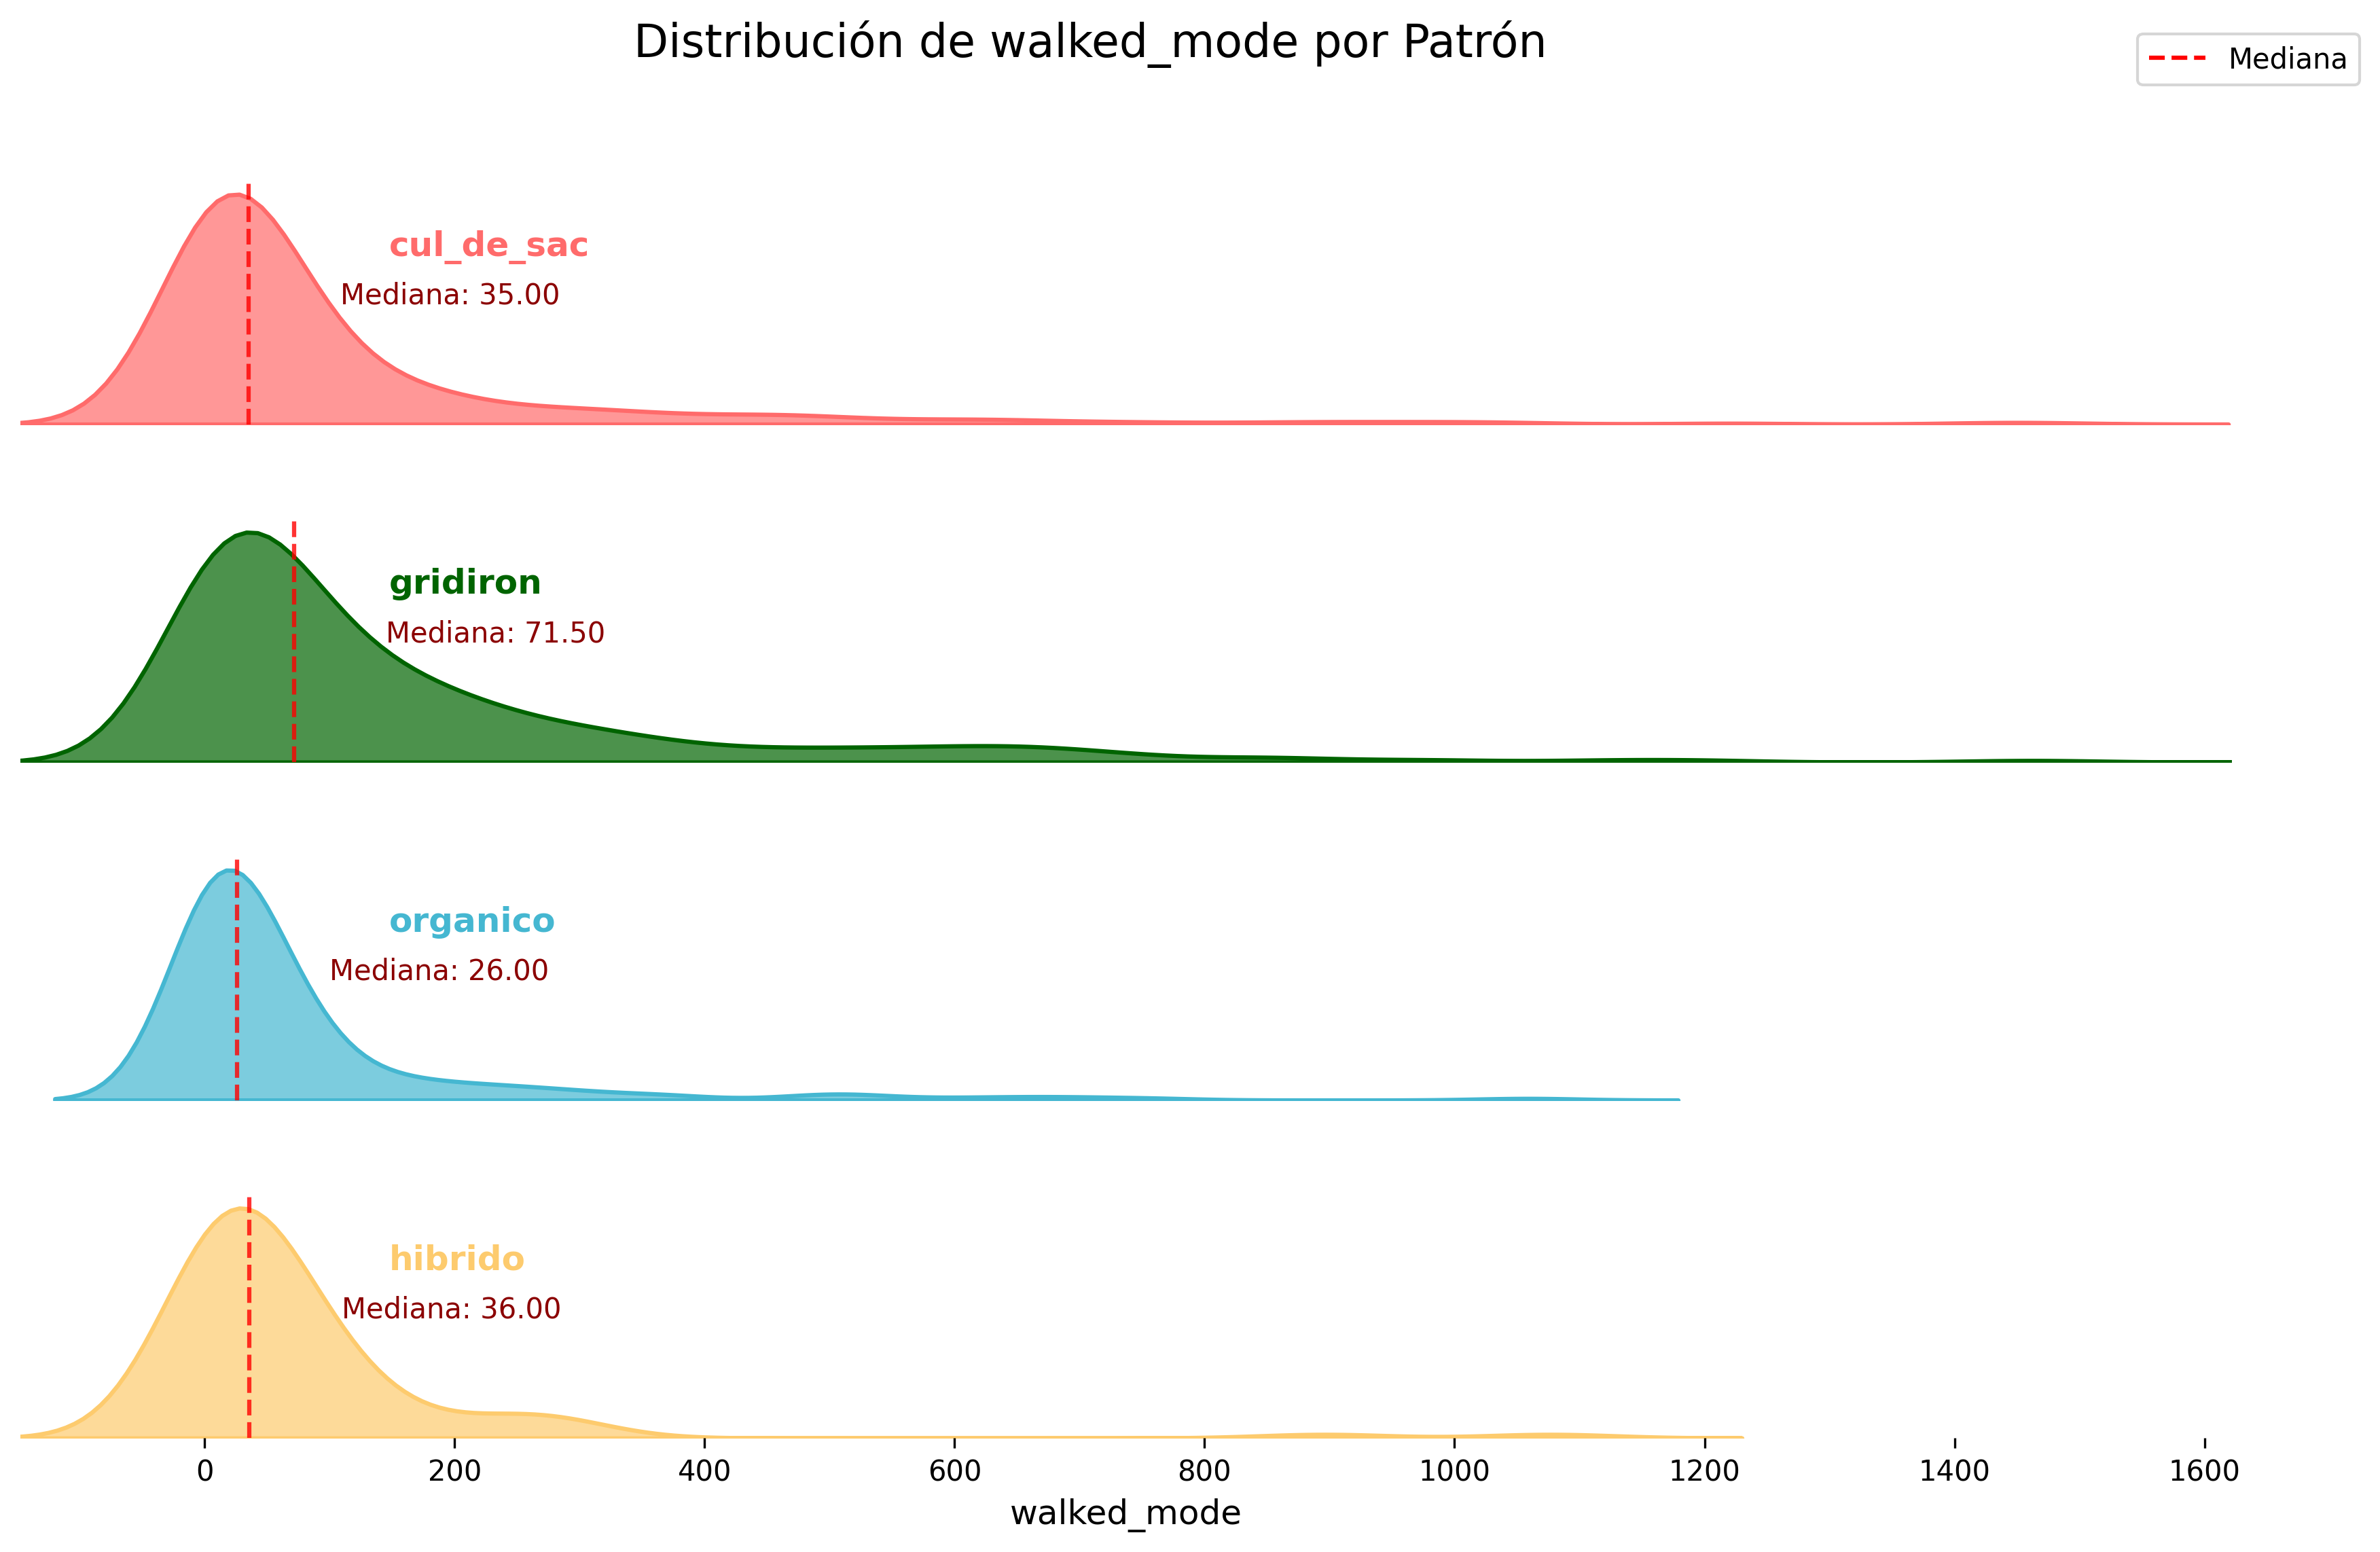 Distribución de walked_mode por Patrón
Mediana
cul_de_sac
Mediana: 35.00
gridiron
Mediana: 71.50
organico
Mediana: 26.00
hibrido
Mediana: 36.00
0 200 400 600 800 1000 1200 1400 1600
walked_mode